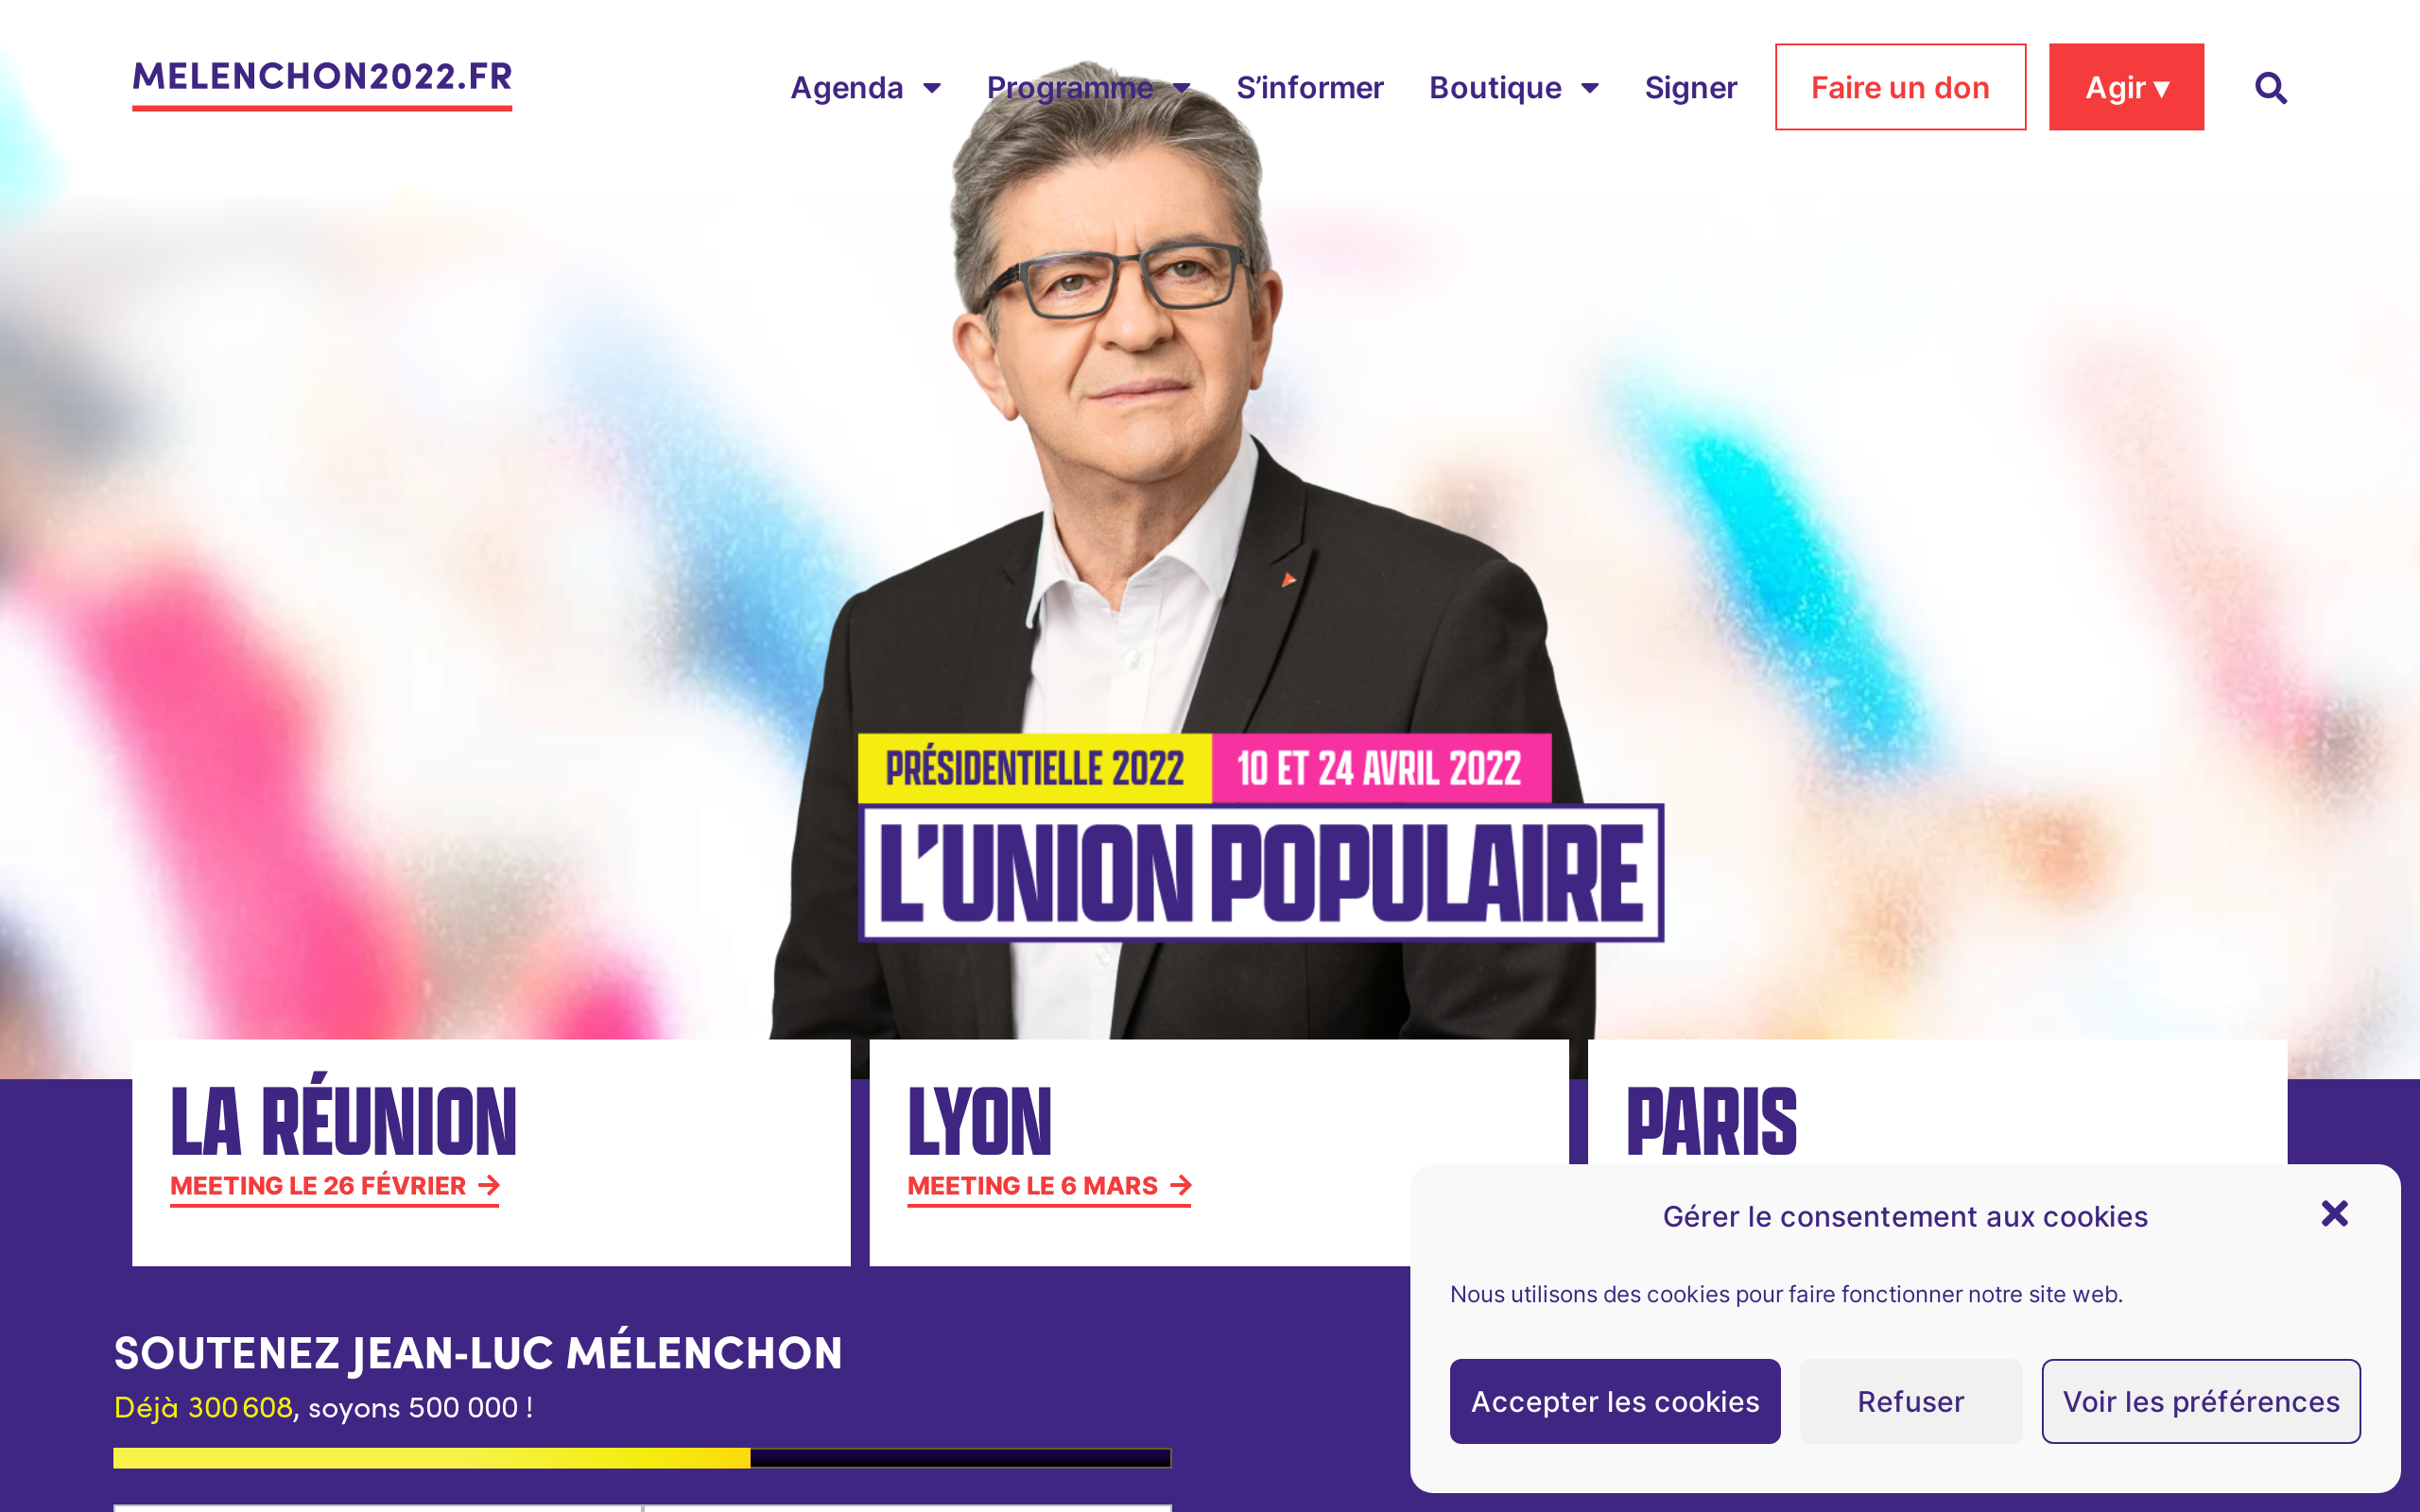 MELENCHON2022.FR
Agenda Programme S’informer Boutique Signer Faire un don Agir ▾
PRÉSIDENTIELLE 2022 10 ET 24 AVRIL 2022
L’UNION POPULAIRE
LA RÉUNION
MEETING LE 26 FÉVRIER →
LYON
MEETING LE 6 MARS →
PARIS
SOUTENEZ JEAN-LUC MÉLENCHON
Déjà 300 608, soyons 500 000 !
Gérer le consentement aux cookies
Nous utilisons des cookies pour faire fonctionner notre site web.
Accepter les cookies Refuser Voir les préférences